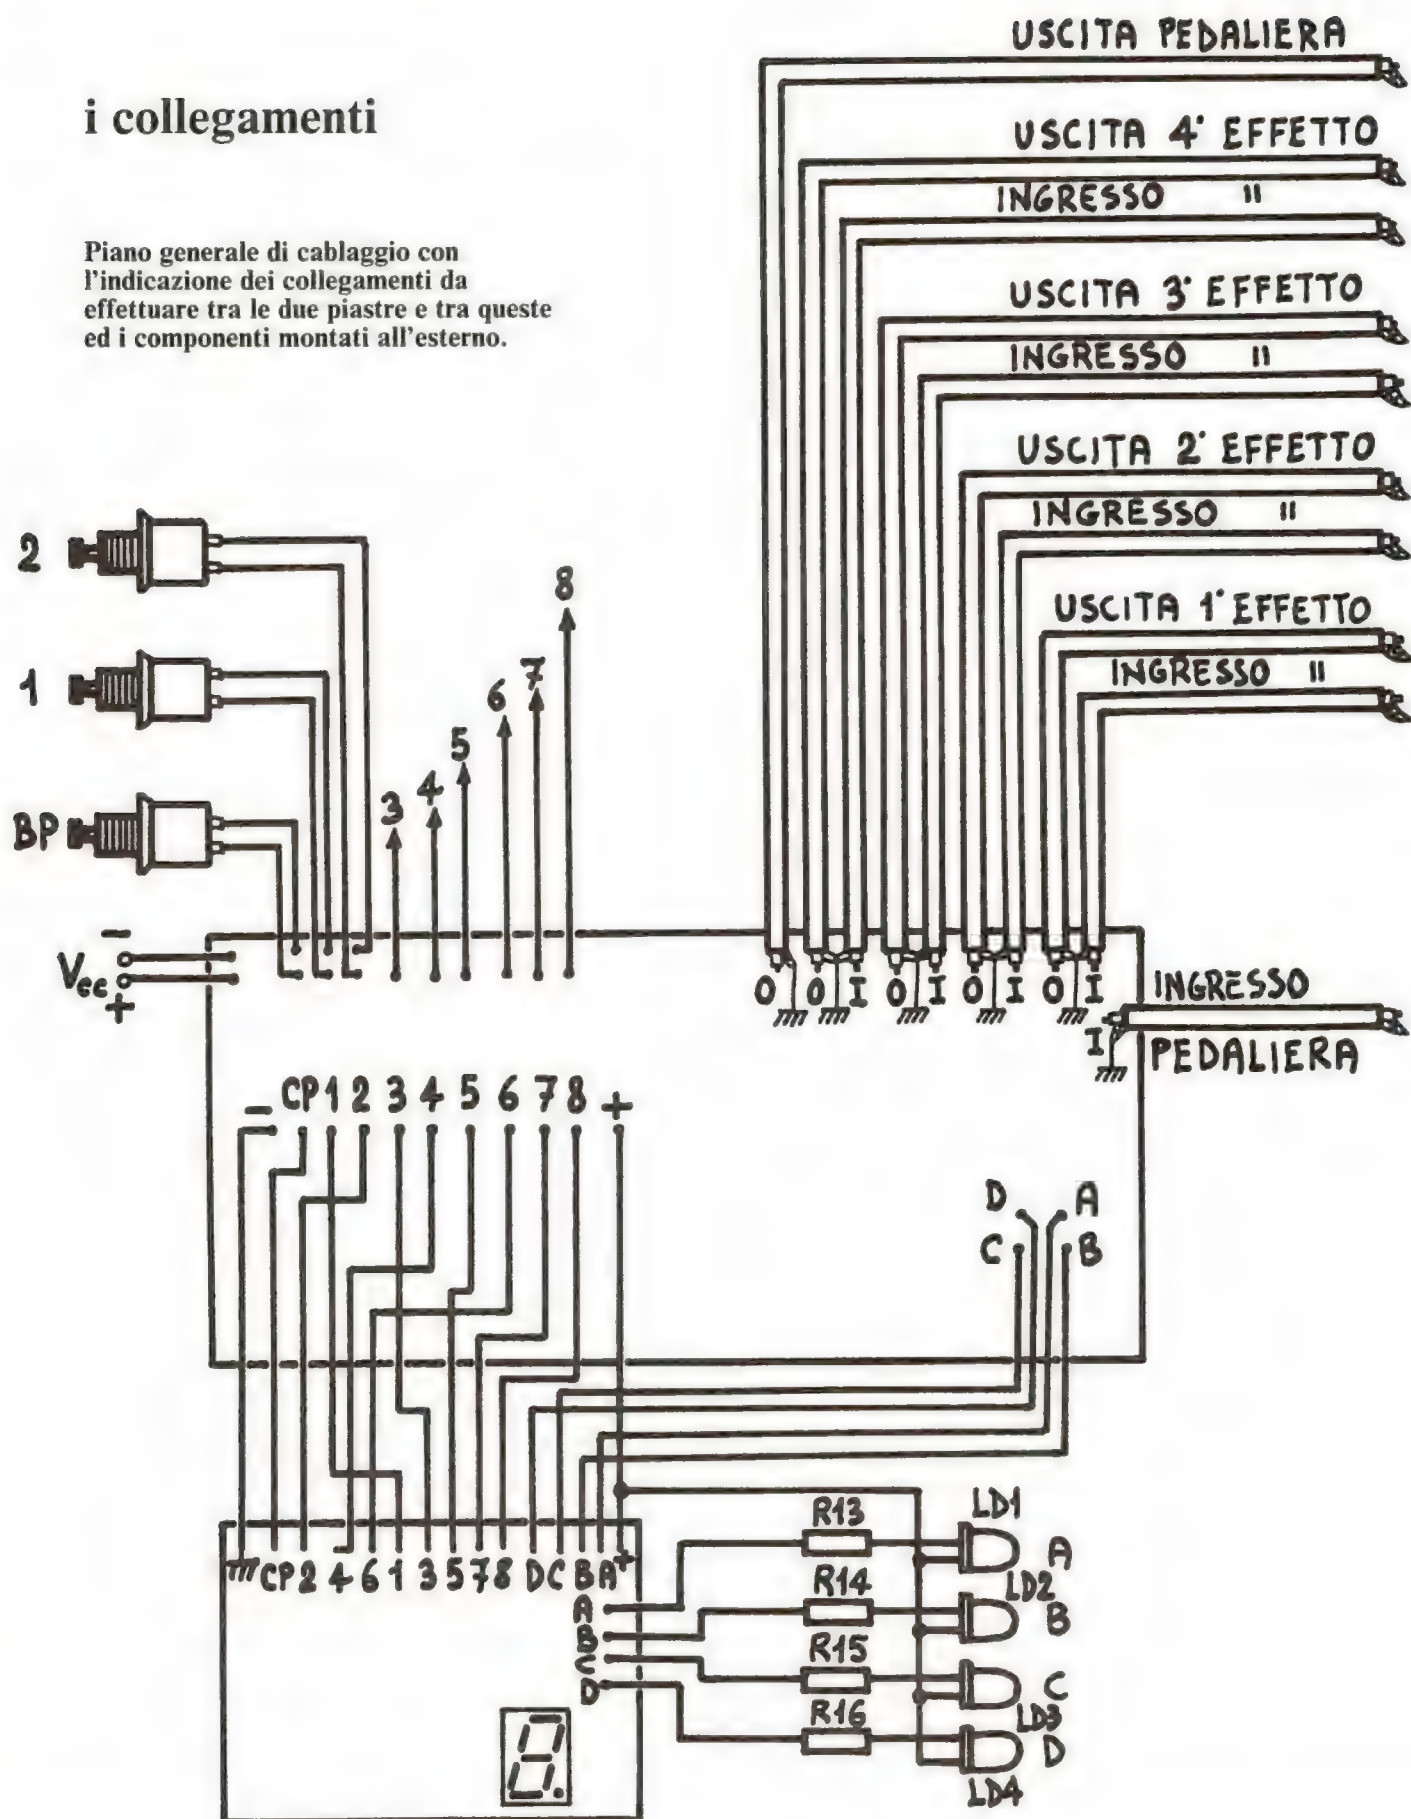 i collegamenti
Piano generale di cablaggio con
l'indicazione dei collegamenti da
effettuare tra le due piastre e tra queste
ed i componenti montati all'esterno.
USCITA PEDALIERA
USCITA 4° EFFETTO
INGRESSO "
USCITA 3° EFFETTO
INGRESSO "
USCITA 2° EFFETTO
INGRESSO "
USCITA 1° EFFETTO
INGRESSO "
2
1
BP
3 4 5 6 7 8
-
Vcc
+
O O I O I O I O I
INGRESSO
I
PEDALIERA
- CP 1 2 3 4 5 6 7 8 +
D A
C B
CP 2 4 6 1 3 5 7 8 D C B A +
A
B
C
D
R13
R14
R15
R16
LD1
A
LD2
B
C
LD3
D
LD4
8.